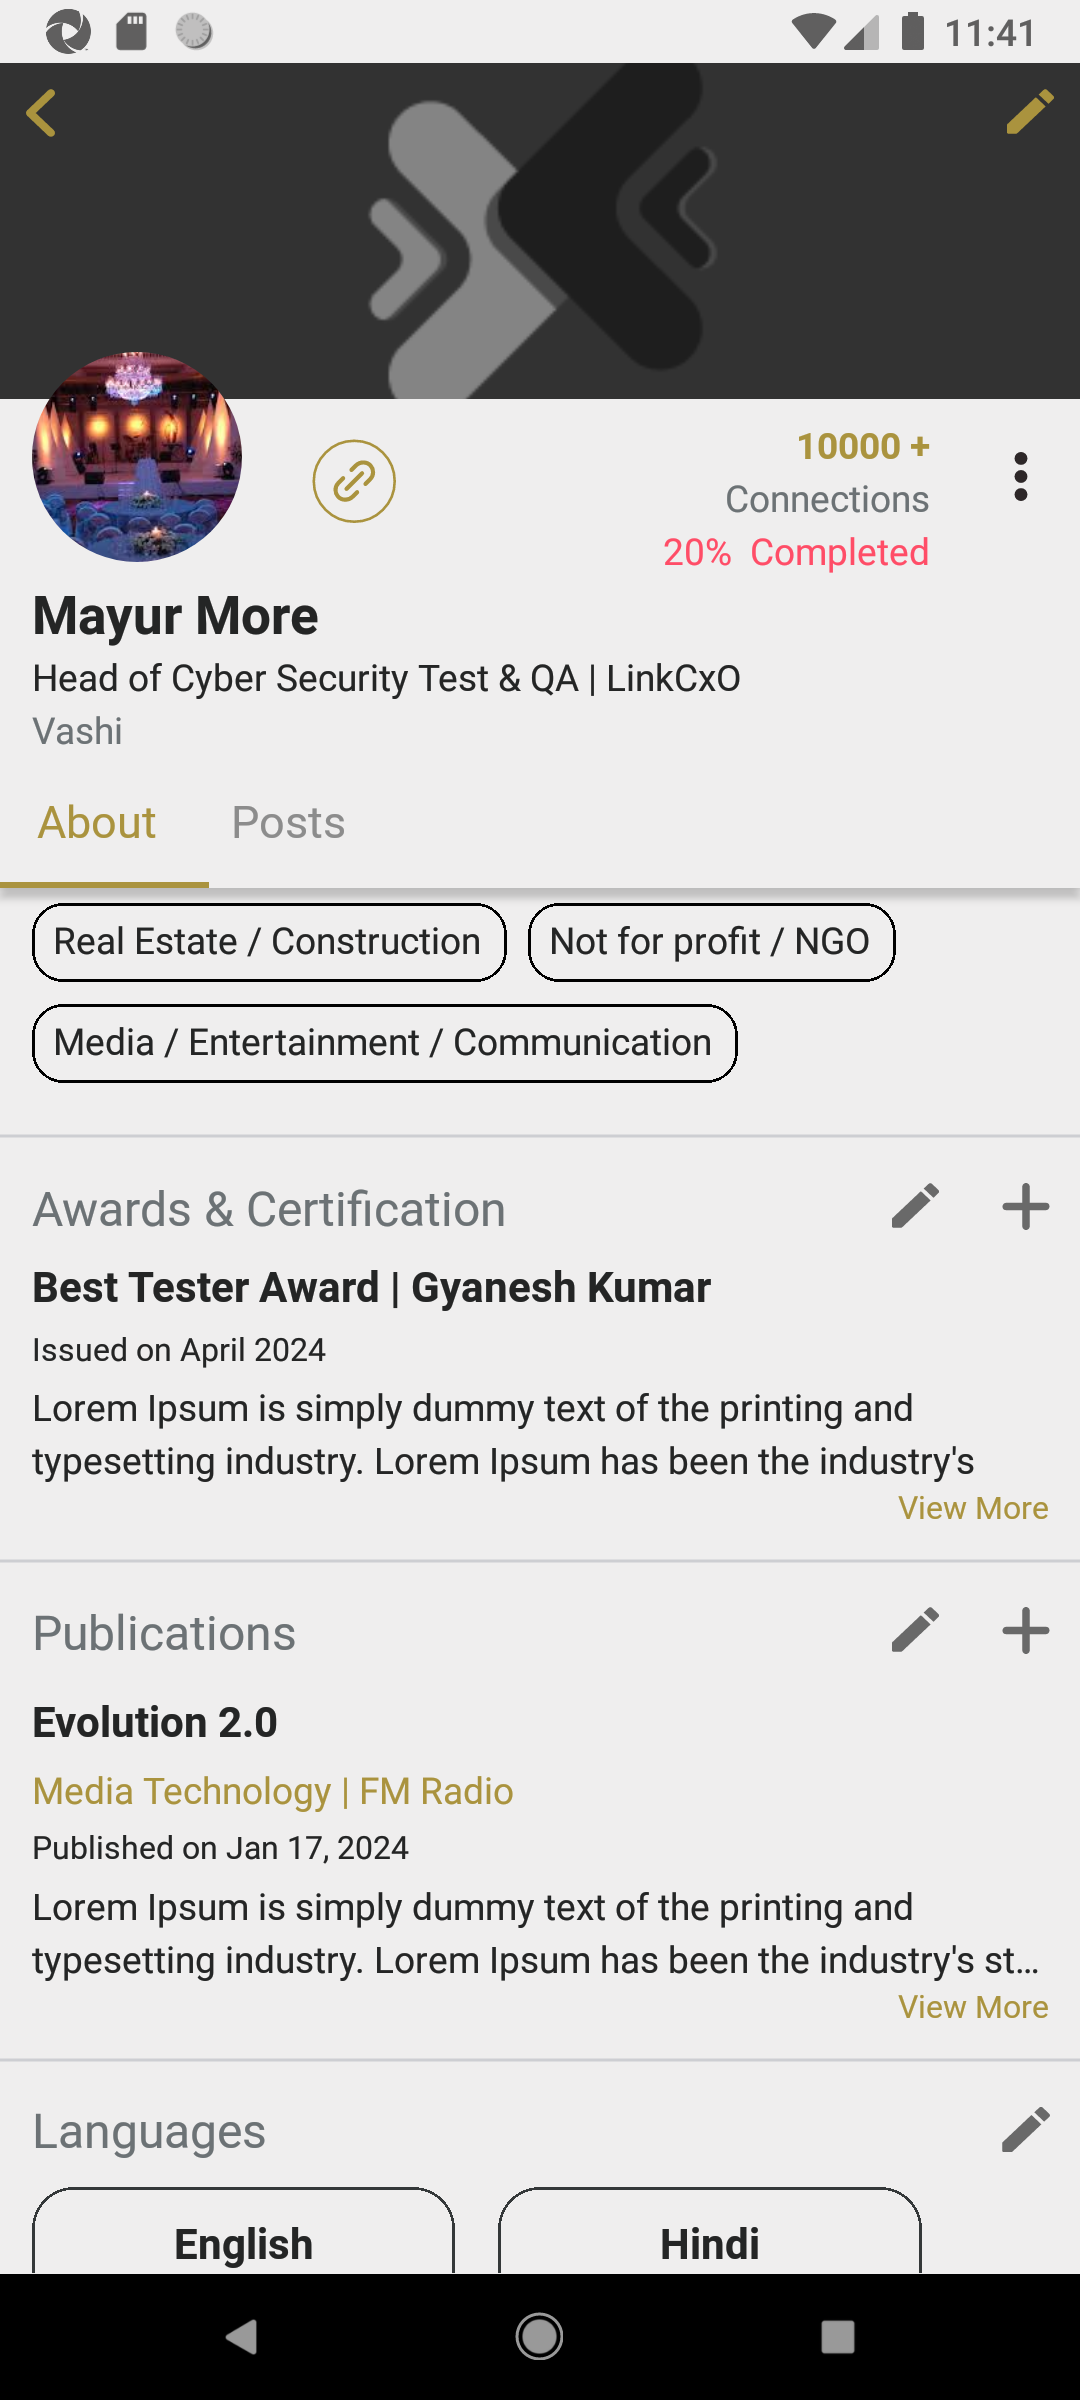 11:41
10000 +
Connections
20% Completed
Mayur More
Head of Cyber Security Test & QA | LinkCxO
Vashi
About Posts
Real Estate / Construction Not for profit / NGO
Media / Entertainment / Communication
Awards & Certification
Best Tester Award | Gyanesh Kumar
Issued on April 2024
Lorem Ipsum is simply dummy text of the printing and
typesetting industry. Lorem Ipsum has been the industry's
View More
Publications
Evolution 2.0
Media Technology | FM Radio
Published on Jan 17, 2024
Lorem Ipsum is simply dummy text of the printing and
typesetting industry. Lorem Ipsum has been the industry's st…
View More
Languages
English Hindi